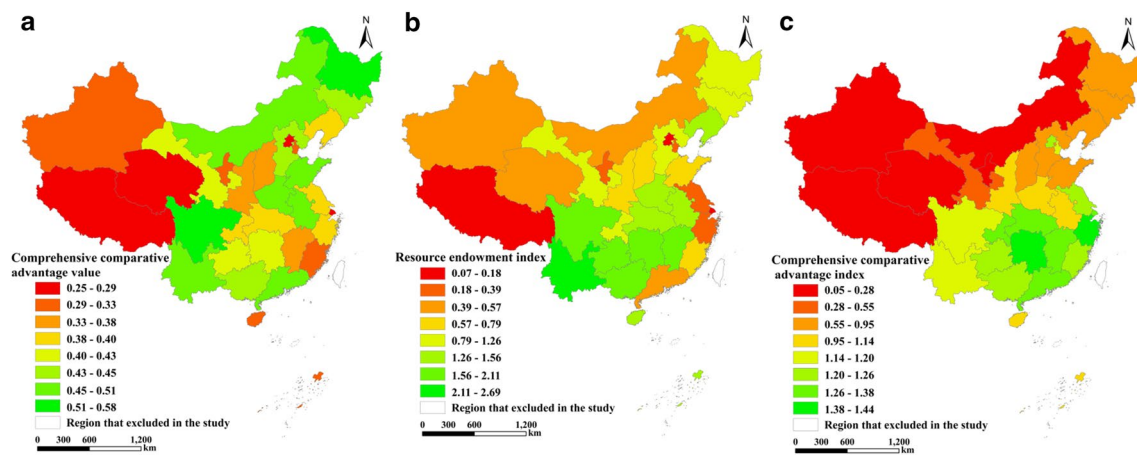 a
N
Comprehensive comparative
advantage value
0.25 - 0.29
0.29 - 0.33
0.33 - 0.38
0.38 - 0.40
0.40 - 0.43
0.43 - 0.45
0.45 - 0.51
0.51 - 0.58
Region that excluded in the study
0 300 600 1,200
km
b
N
Resource endowment index
0.07 - 0.18
0.18 - 0.39
0.39 - 0.57
0.57 - 0.79
0.79 - 1.26
1.26 - 1.56
1.56 - 2.11
2.11 - 2.69
Region that excluded in the study
0 300 600 1,200
km
c
N
Comprehensive comparative
advantage index
0.05 - 0.28
0.28 - 0.55
0.55 - 0.95
0.95 - 1.14
1.14 - 1.20
1.20 - 1.26
1.26 - 1.38
1.38 - 1.44
Region that excluded in the study
0 300 600 1,200
km